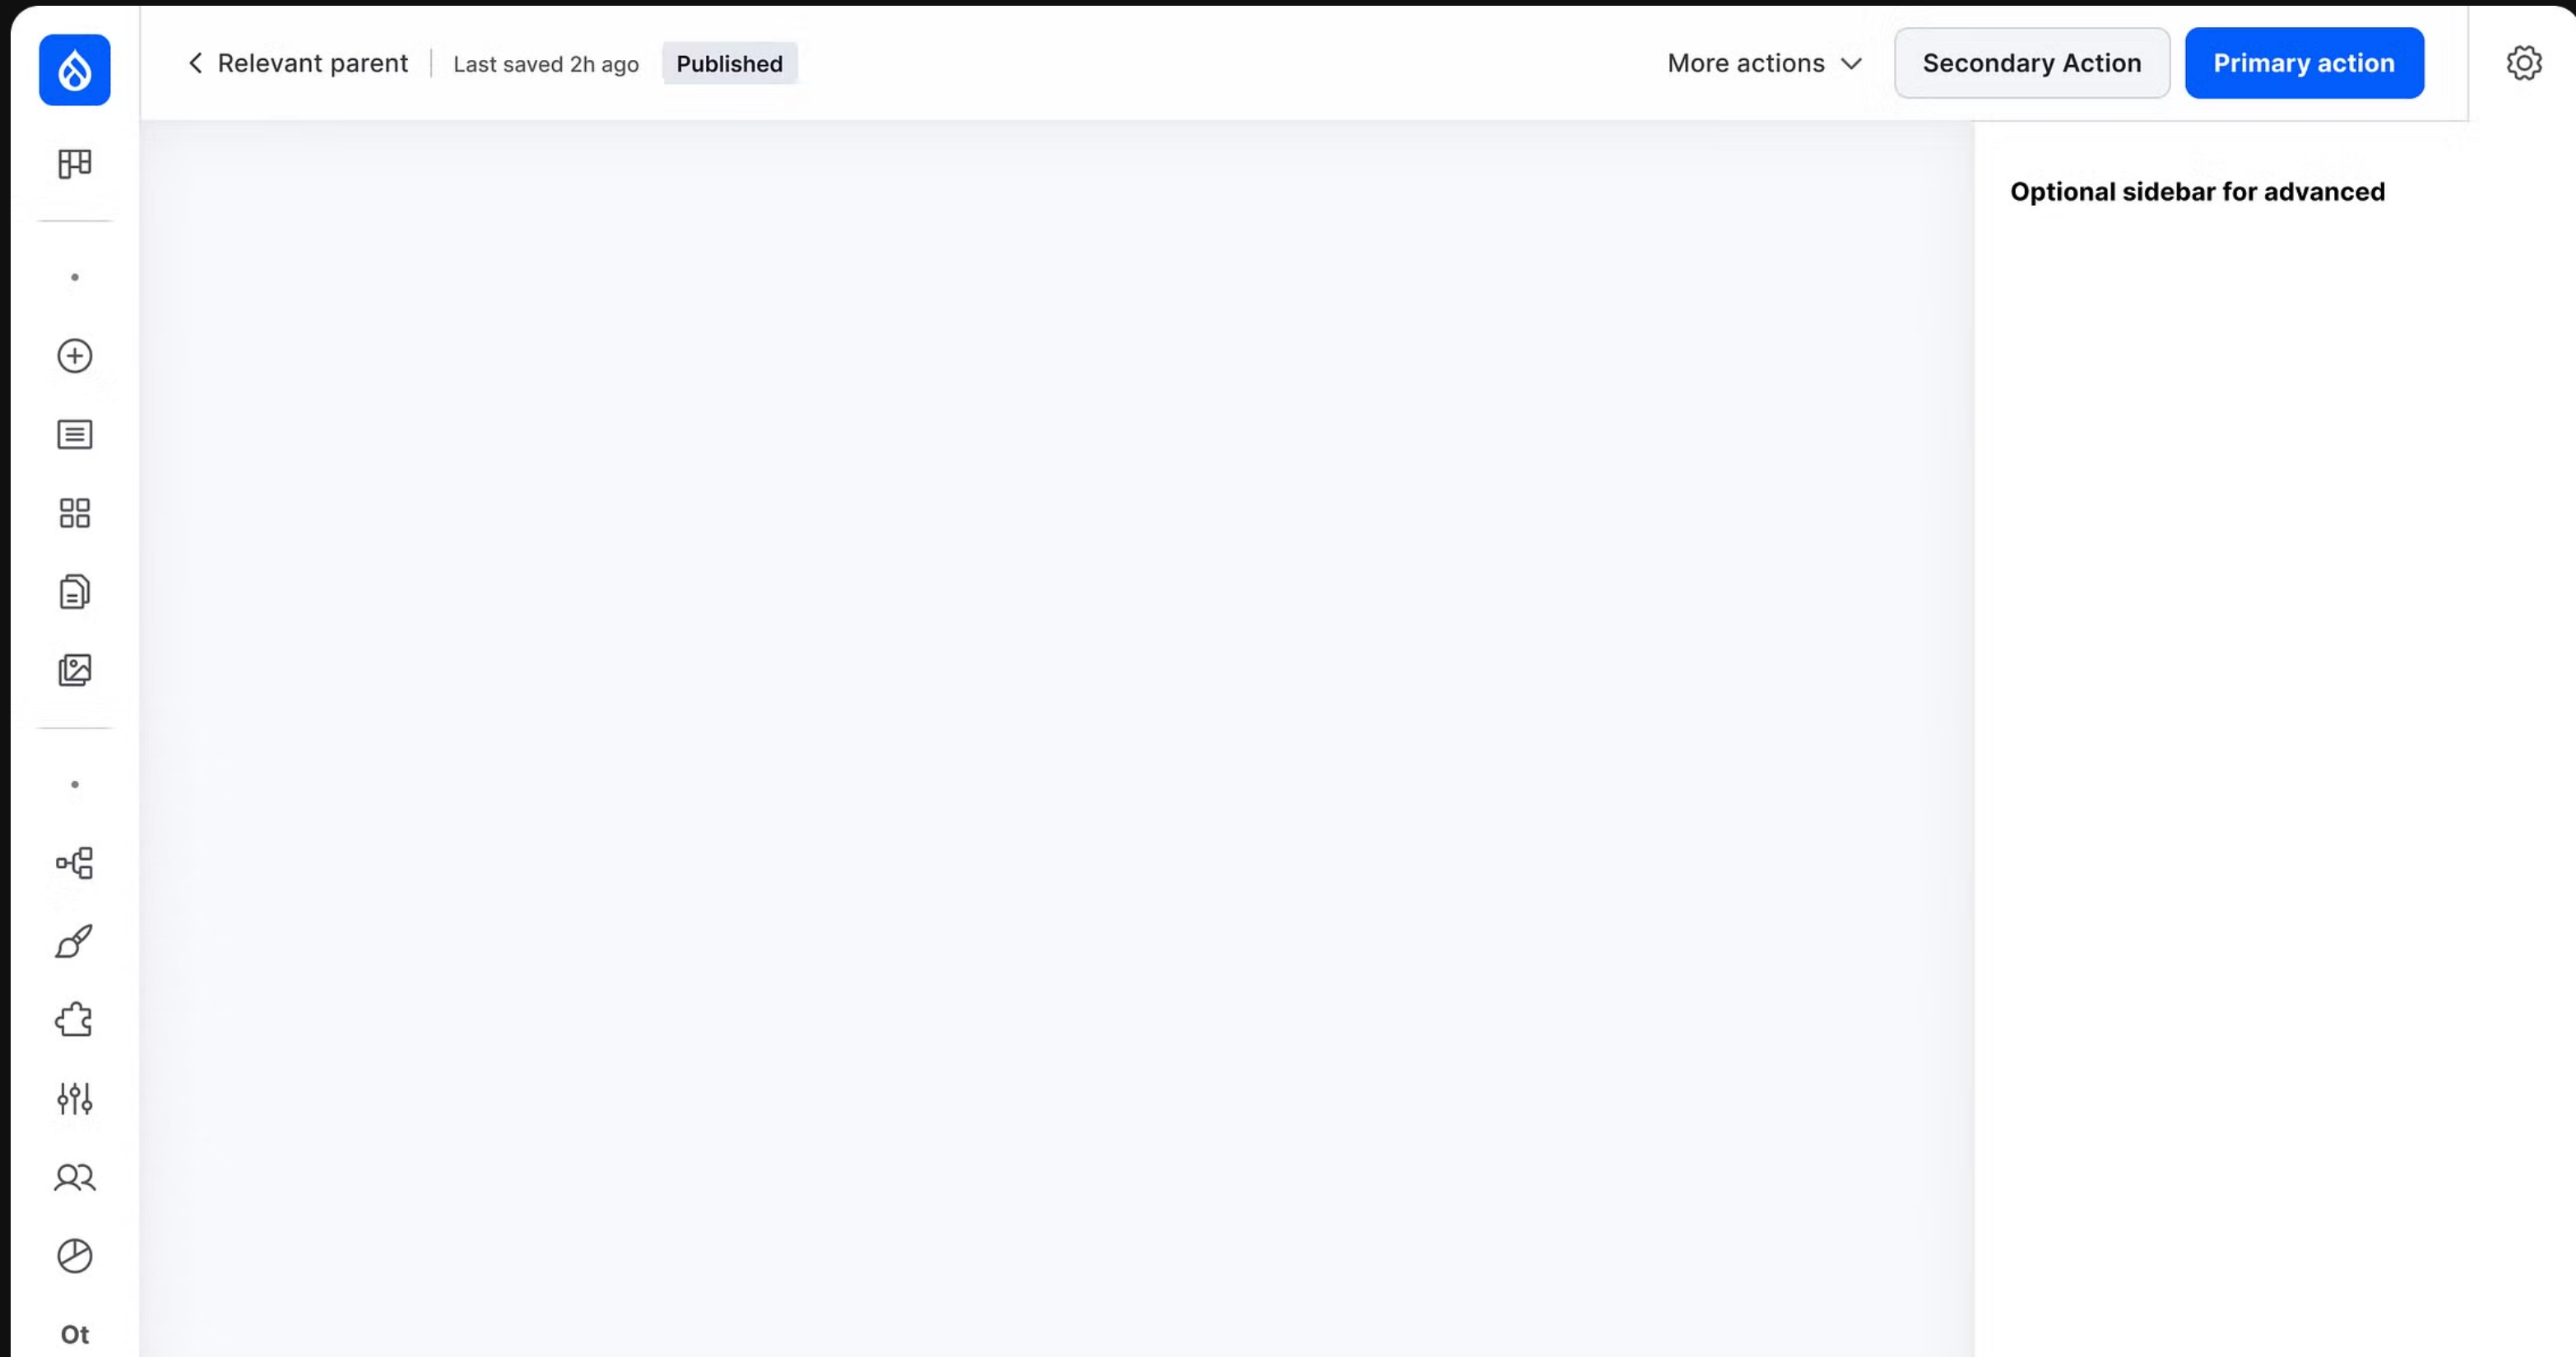 Relevant parent
Last saved 2h ago
Published
More actions
Secondary Action
Primary action
Optional sidebar for advanced
Ot